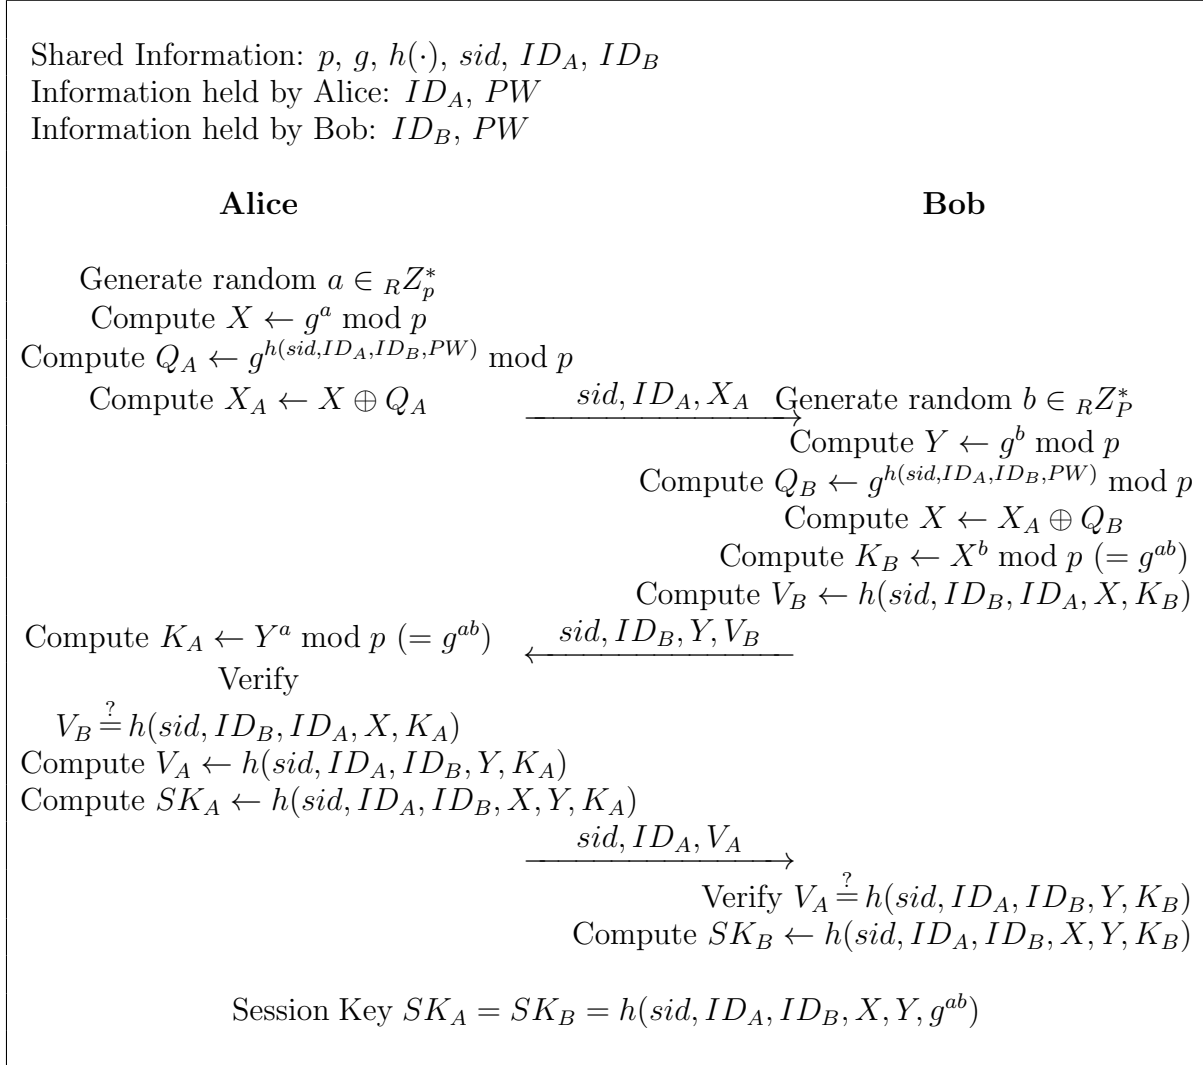 Shared Information: p, g, h(·), sid, ID_A, ID_B
Information held by Alice: ID_A, PW
Information held by Bob: ID_B, PW
Alice Bob
Generate random a ∈ _RZ_p^*
Compute X ← g^a mod p
Compute Q_A ← g^{h(sid,ID_A,ID_B,PW)} mod p
Compute X_A ← X ⊕ Q_A
sid, ID_A, X_A
Generate random b ∈ _RZ_P^*
Compute Y ← g^b mod p
Compute Q_B ← g^{h(sid,ID_A,ID_B,PW)} mod p
Compute X ← X_A ⊕ Q_B
Compute K_B ← X^b mod p (= g^{ab})
Compute V_B ← h(sid, ID_B, ID_A, X, K_B)
sid, ID_B, Y, V_B
Compute K_A ← Y^a mod p (= g^{ab})
Verify
V_B ≟ h(sid, ID_B, ID_A, X, K_A)
Compute V_A ← h(sid, ID_A, ID_B, Y, K_A)
Compute SK_A ← h(sid, ID_A, ID_B, X, Y, K_A)
sid, ID_A, V_A
Verify V_A ≟ h(sid, ID_A, ID_B, Y, K_B)
Compute SK_B ← h(sid, ID_A, ID_B, X, Y, K_B)
Session Key SK_A = SK_B = h(sid, ID_A, ID_B, X, Y, g^{ab})